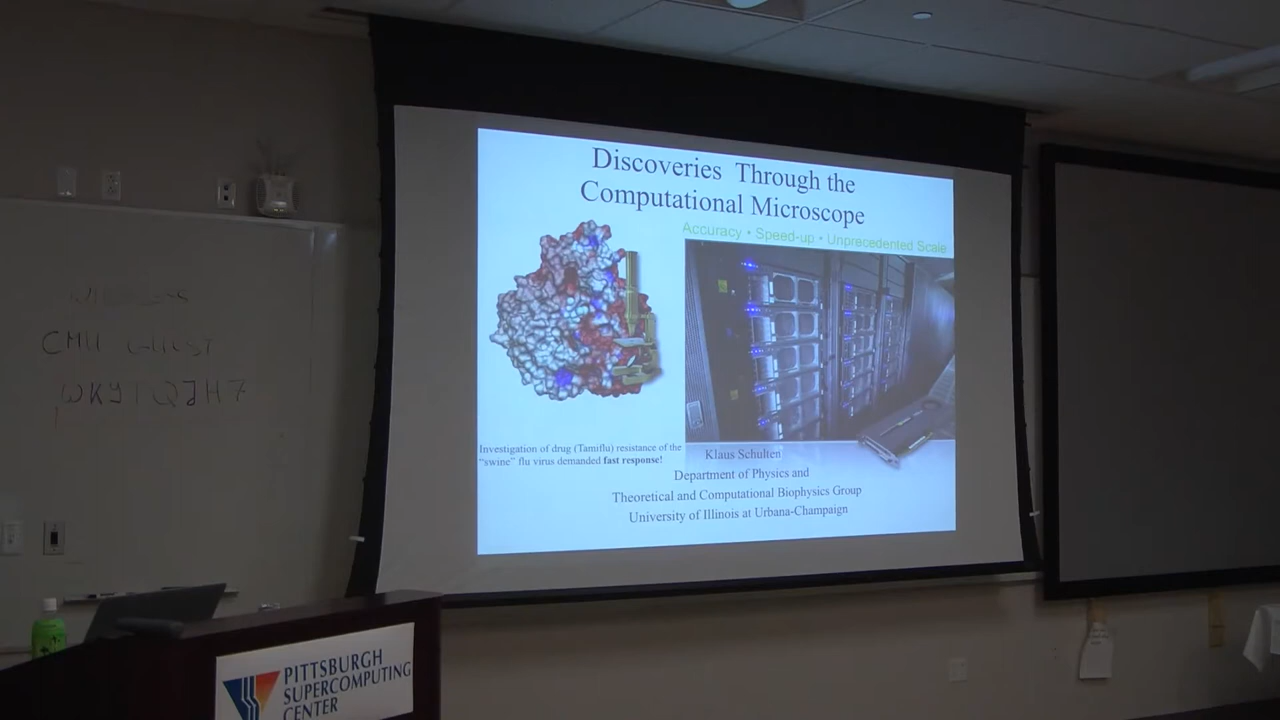 Discoveries Through the
Computational Microscope
Accuracy • Speed-up • Unprecedented Scale
Investigation of drug (Tamiflu) resistance of the
“swine” flu virus demanded fast response!
Klaus Schulten
Department of Physics and
Theoretical and Computational Biophysics Group
University of Illinois at Urbana-Champaign
CMU GUEST
PITTSBURGH
SUPERCOMPUTING
CENTER